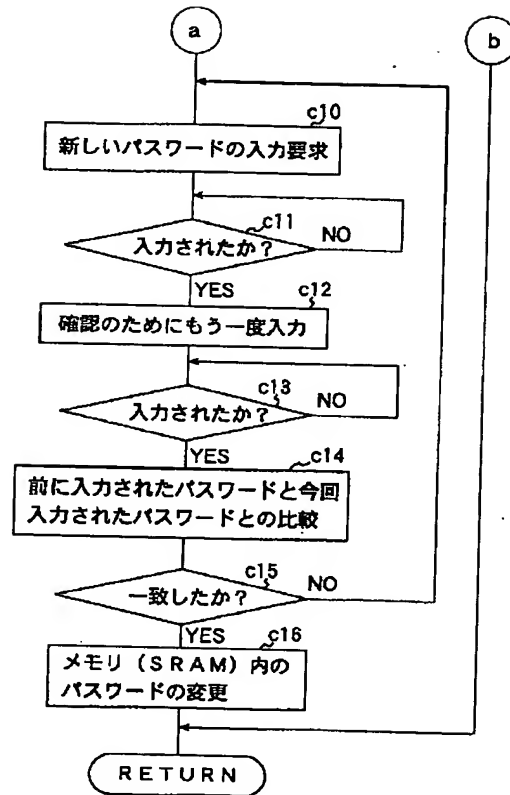 a
b
c10
新しいパスワードの入力要求
c11
入力されたか？
NO
YES
c12
確認のためにもう一度入力
c13
入力されたか？
NO
YES
c14
前に入力されたパスワードと今回
入力されたパスワードとの比較
c15
一致したか？
NO
YES
c16
メモリ（ＳＲＡＭ）内の
パスワードの変更
ＲＥＴＵＲＮ